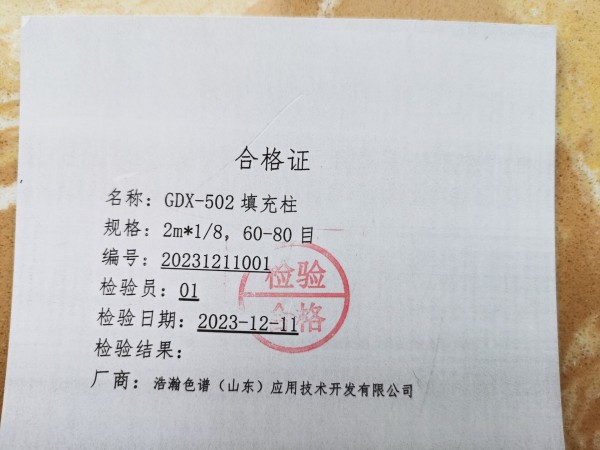 合格证
名称：GDX-502 填充柱
规格：2m*1/8，60-80 目
编号：20231211001
检验员：01
检验日期：2023-12-11
检验结果：
检验
合格
厂商：浩瀚色谱（山东）应用技术开发有限公司